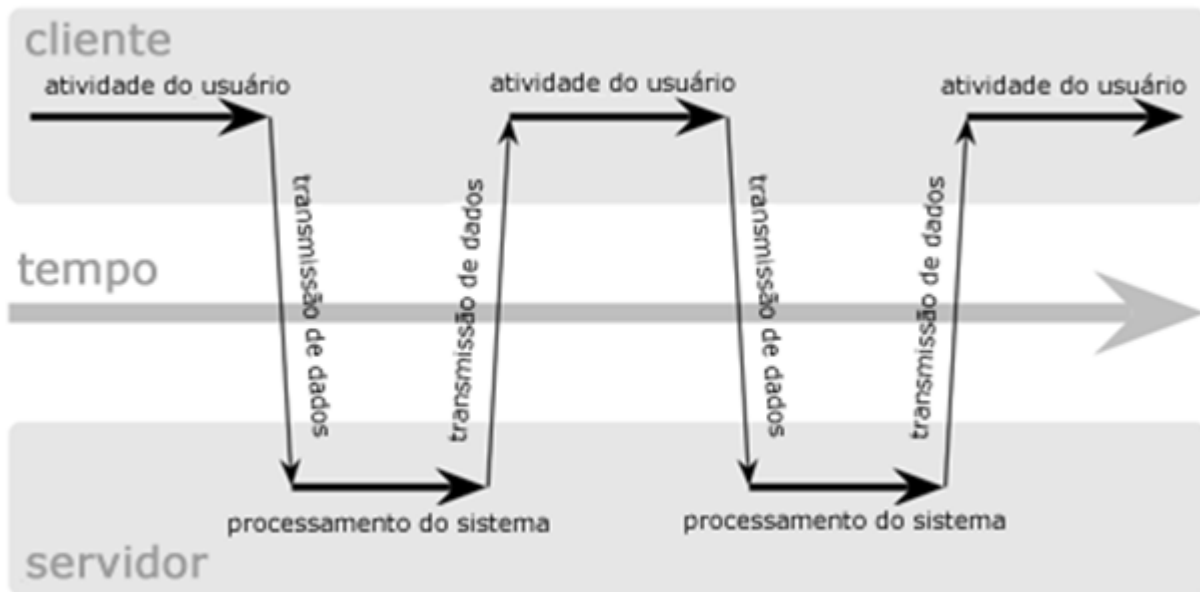 cliente
atividade do usuário
atividade do usuário
atividade do usuário
transmissão de dados
transmissão de dados
transmissão de dados
transmissão de dados
tempo
processamento do sistema
processamento do sistema
servidor